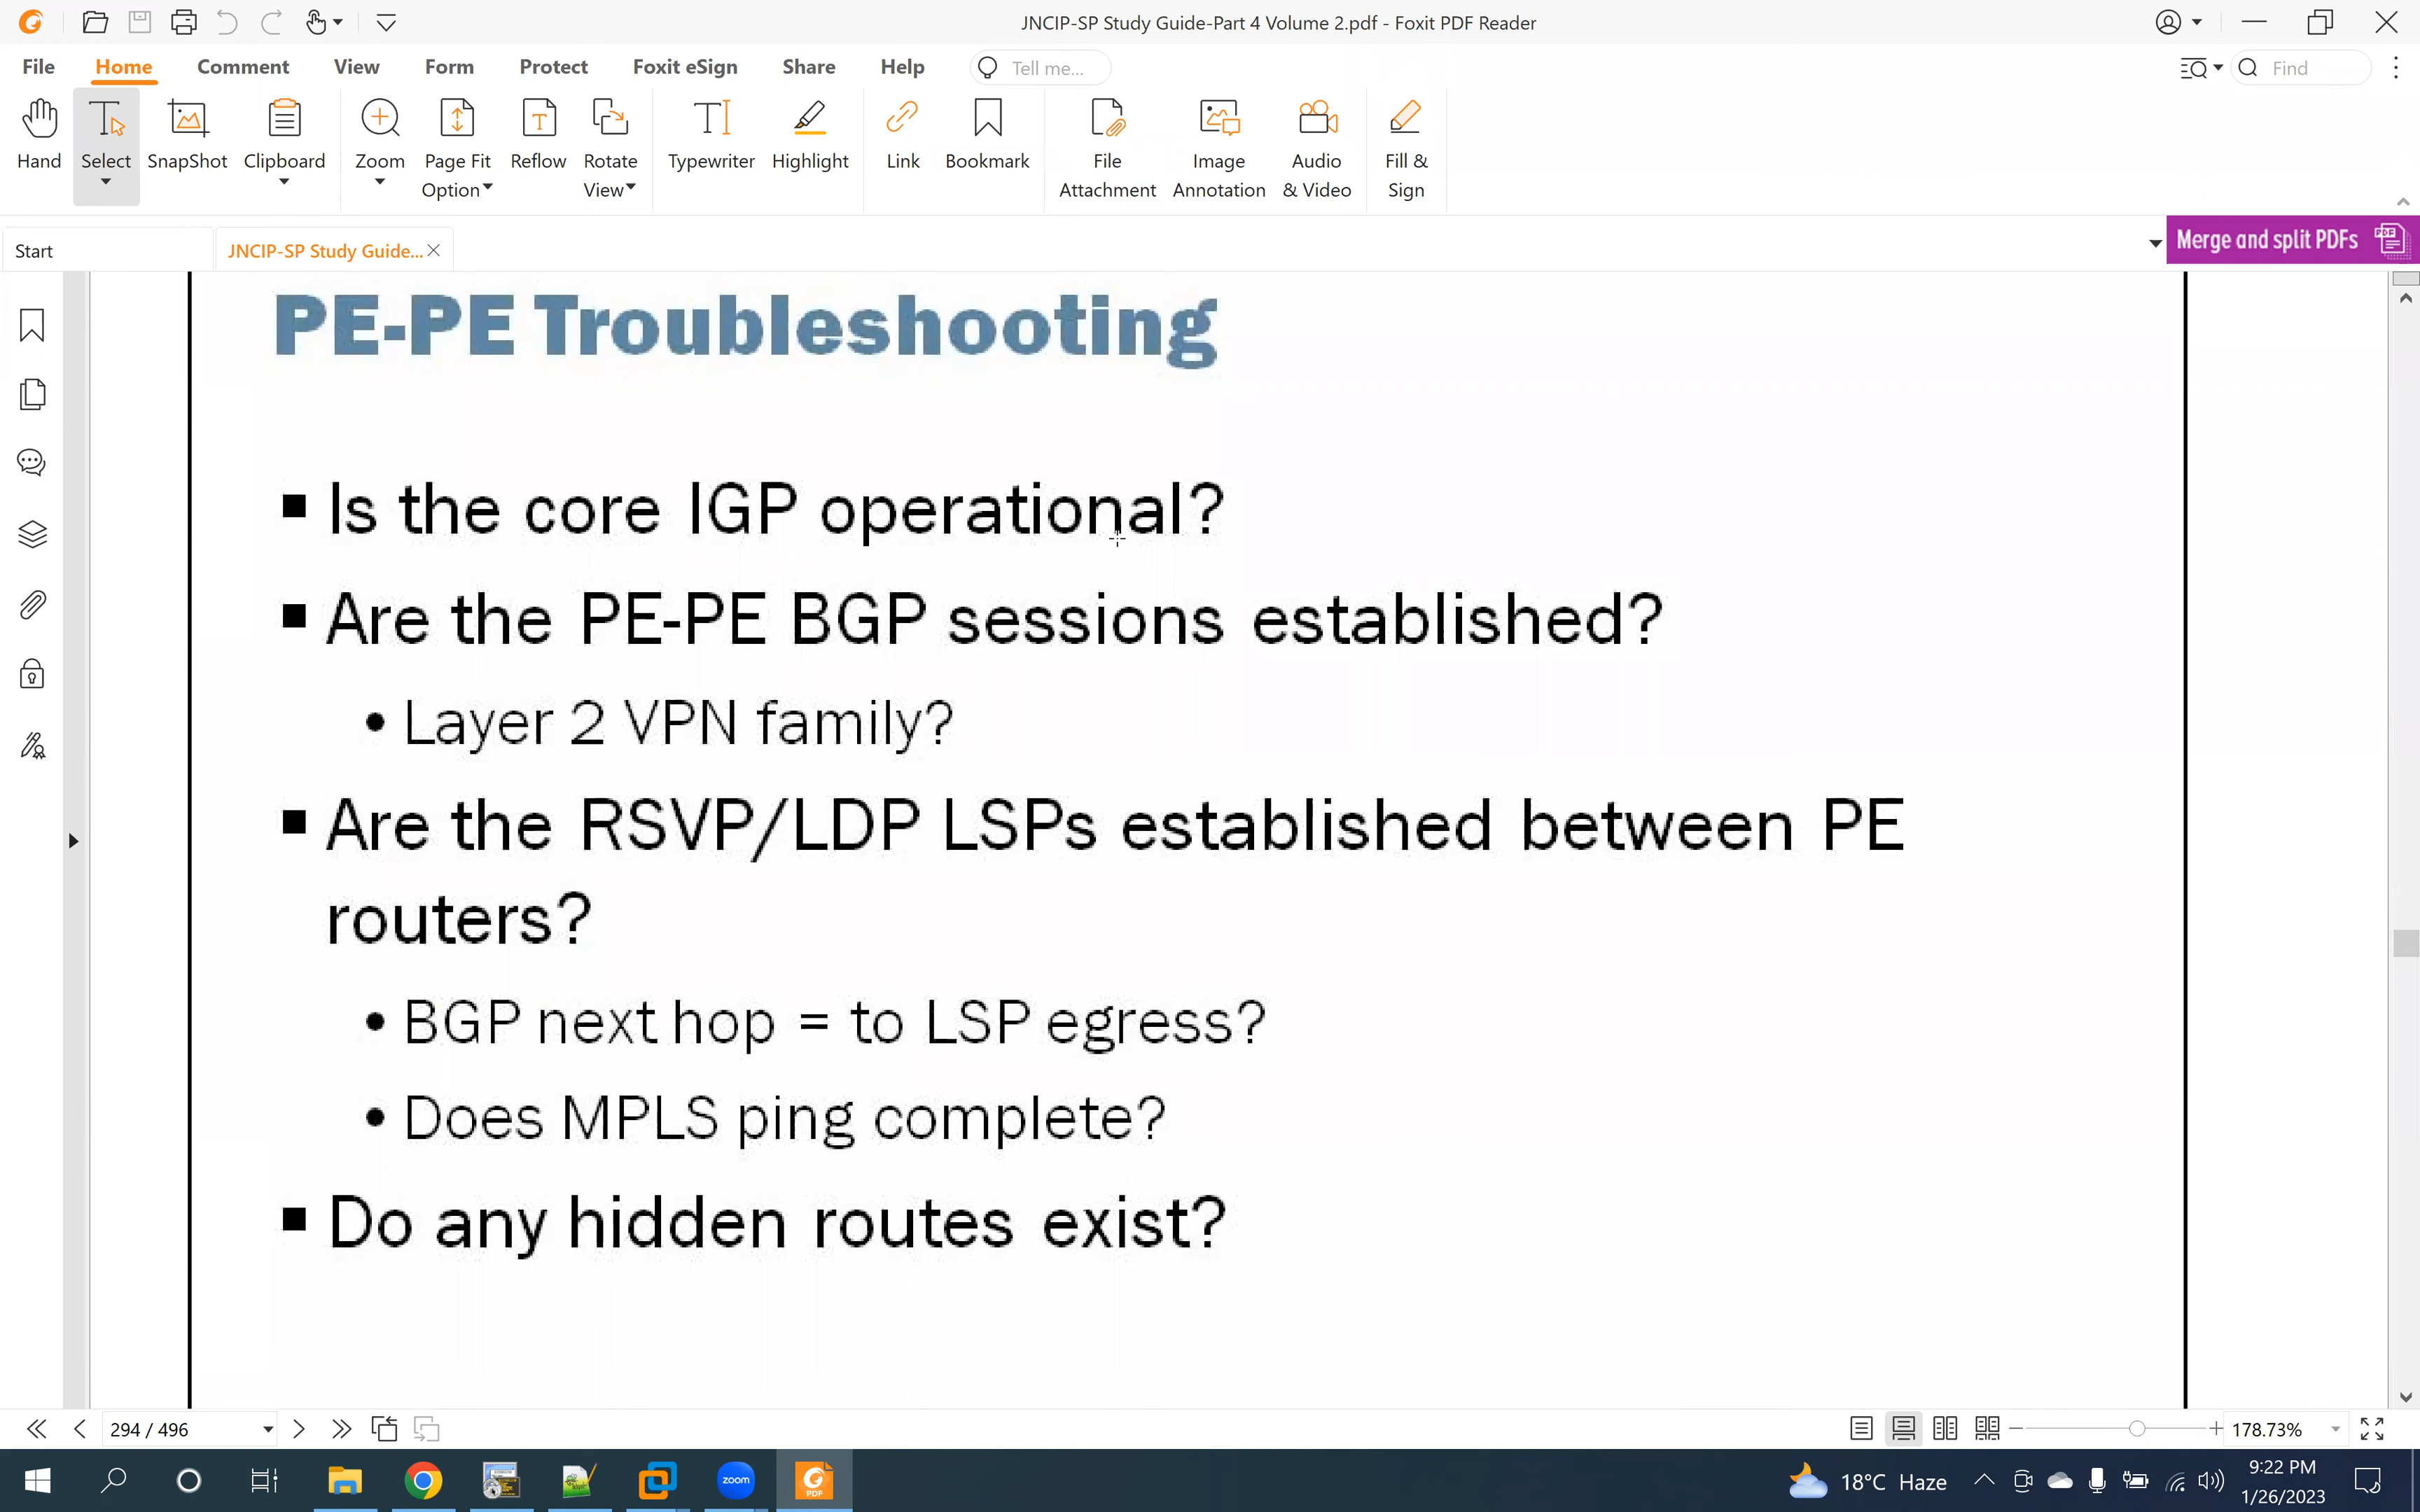 JNCIP-SP Study Guide-Part 4 Volume 2.pdf - Foxit PDF Reader
File Home Comment View Form Protect Foxit eSign Share Help Tell me... Find
Hand Select SnapShot Clipboard Zoom Page Fit Option Reflow Rotate View Typewriter Highlight Link Bookmark File Attachment Image Annotation Audio & Video Fill & Sign
Start JNCIP-SP Study Guide... Merge and split PDFs
PE-PE Troubleshooting
■ Is the core IGP operational?
■ Are the PE-PE BGP sessions established?
• Layer 2 VPN family?
■ Are the RSVP/LDP LSPs established between PE
routers?
• BGP next hop = to LSP egress?
• Does MPLS ping complete?
■ Do any hidden routes exist?
294 / 496 178.73%
zoom PDF 18°C Haze 9:22 PM
1/26/2023